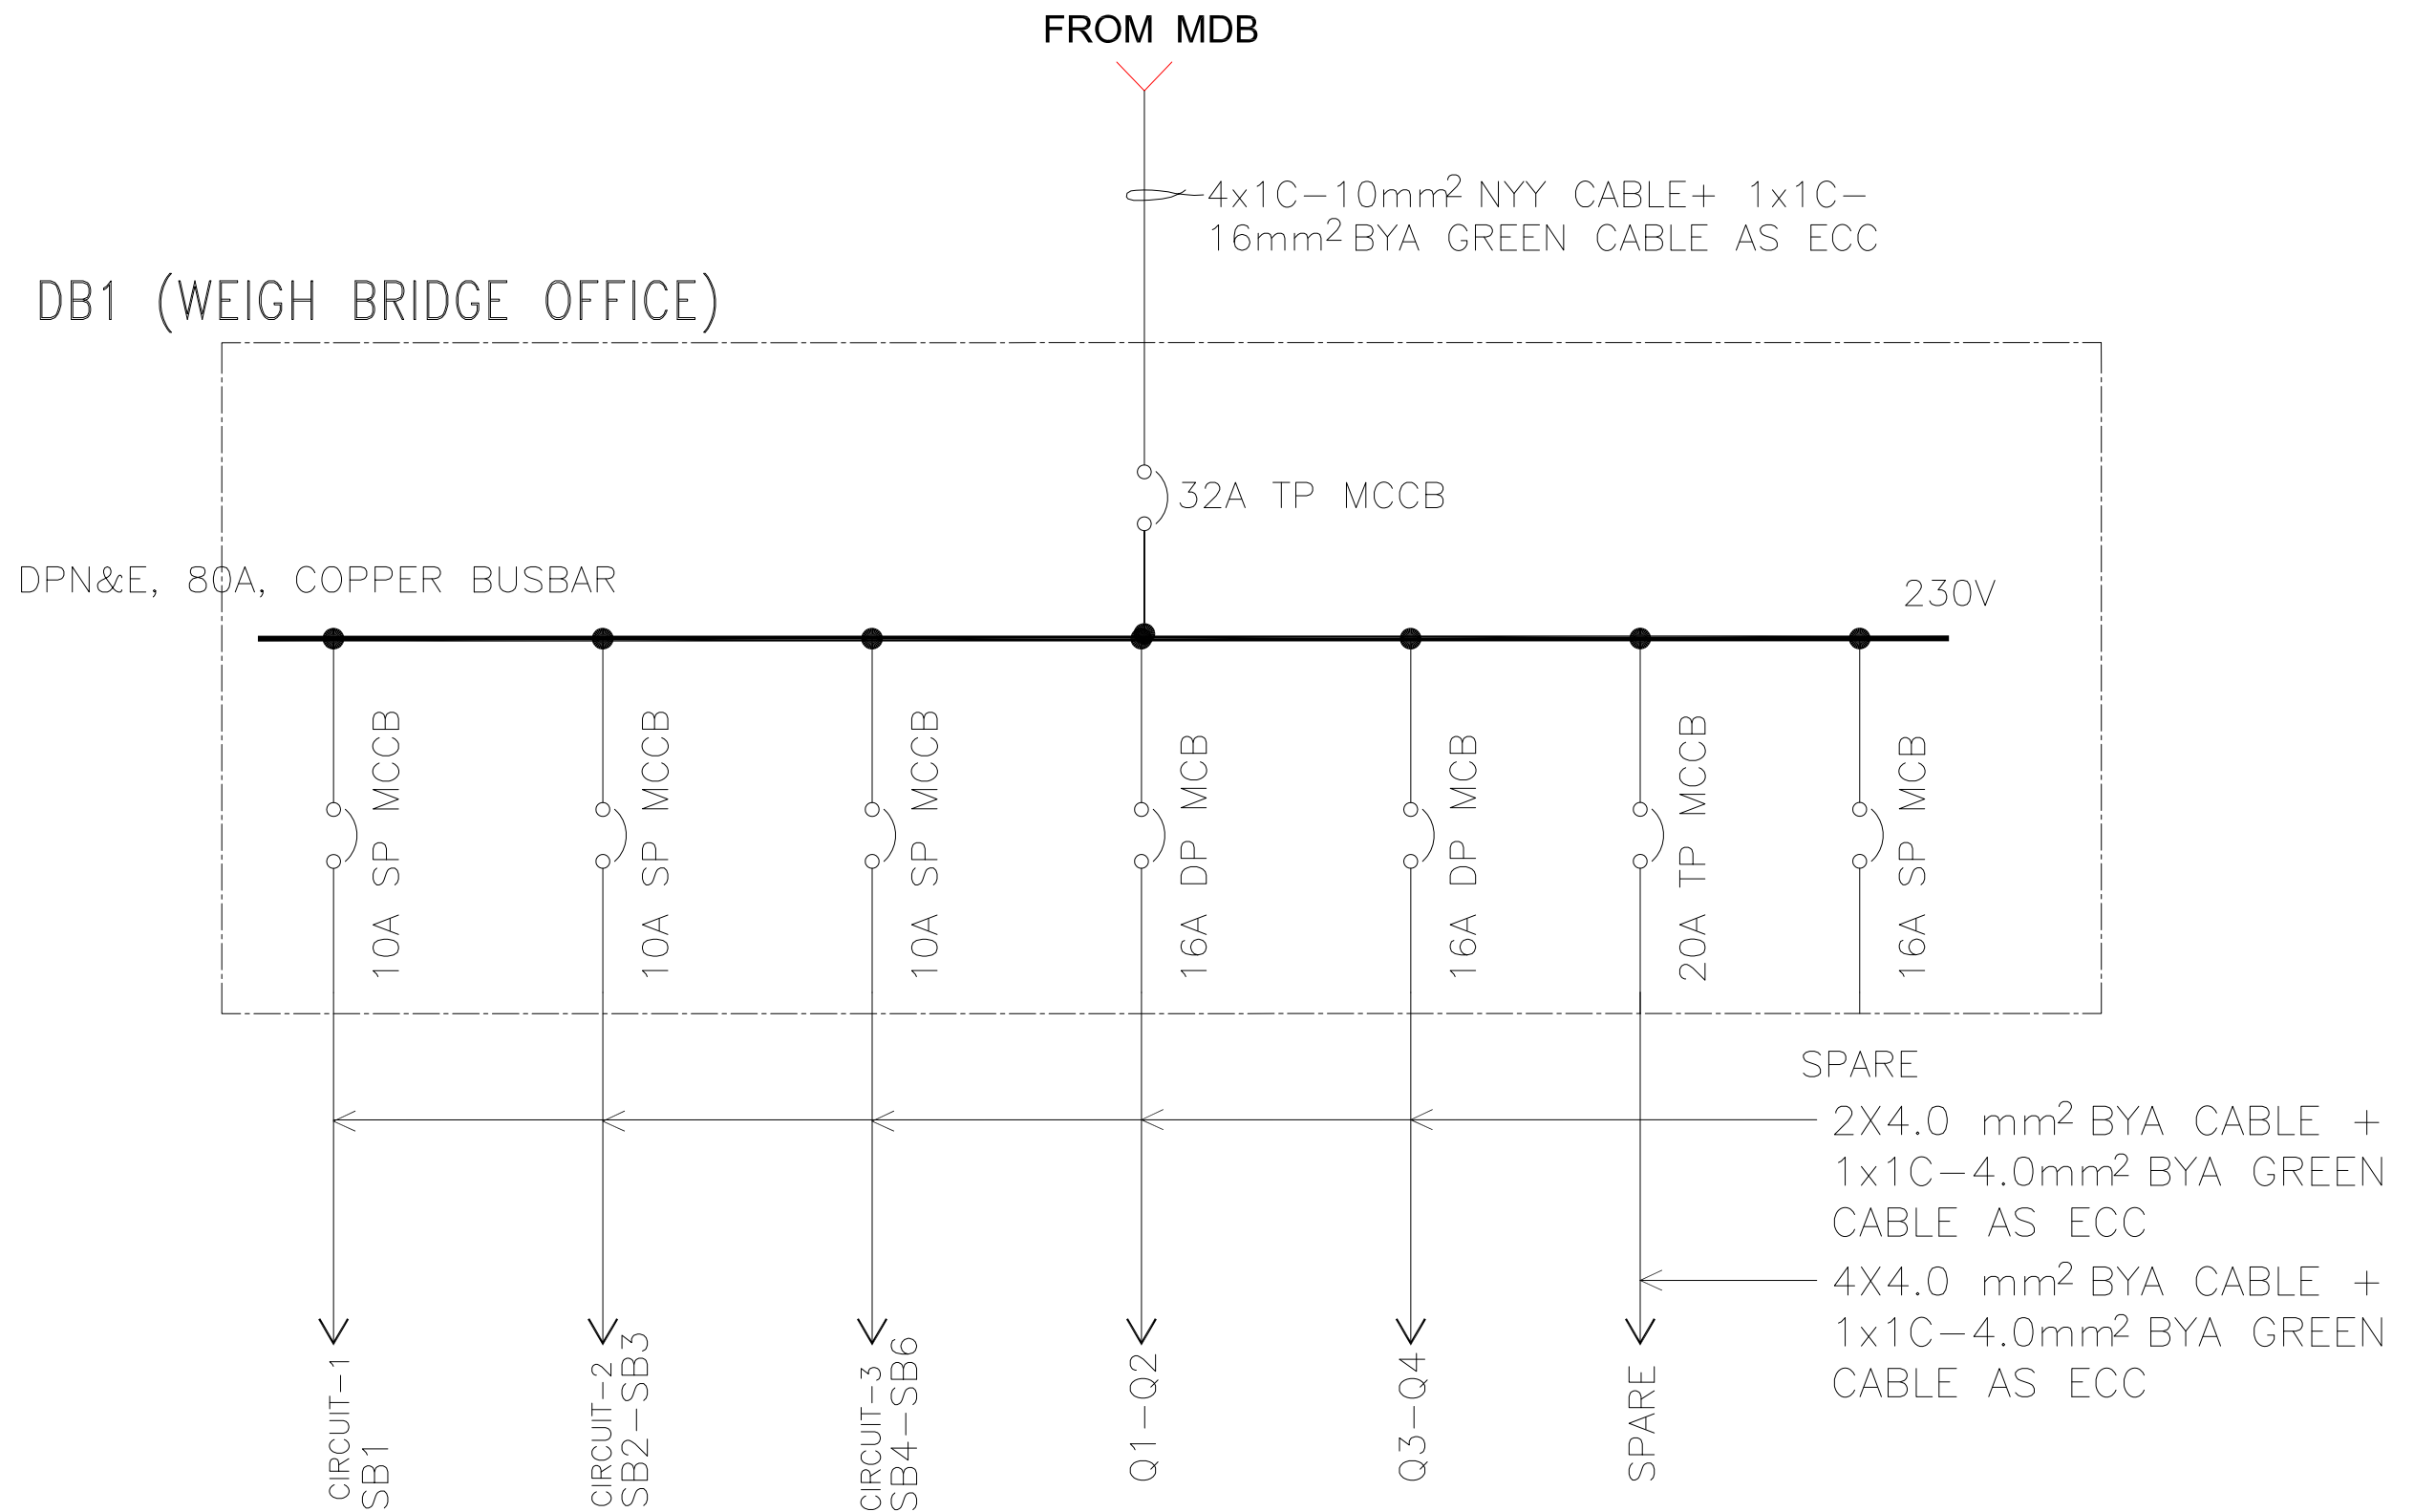 FROM MDB
4x1C-10mm² NYY CABLE+ 1x1C-
16mm² BYA GREEN CABLE AS ECC
DB1 (WEIGH BRIDGE OFFICE)
32A TP MCCB
DPN&E, 80A, COPPER BUSBAR
230V
10A SP MCCB
10A SP MCCB
10A SP MCCB
16A DP MCB
16A DP MCB
20A TP MCCB
16A SP MCB
SPARE
2X4.0 mm² BYA CABLE +
1x1C-4.0mm² BYA GREEN
CABLE AS ECC
4X4.0 mm² BYA CABLE +
1x1C-4.0mm² BYA GREEN
CABLE AS ECC
CIRCUIT-1
SB1
CIRCUIT-2
SB2-SB3
CIRCUIT-3
SB4-SB6
Q1-Q2
Q3-Q4
SPARE